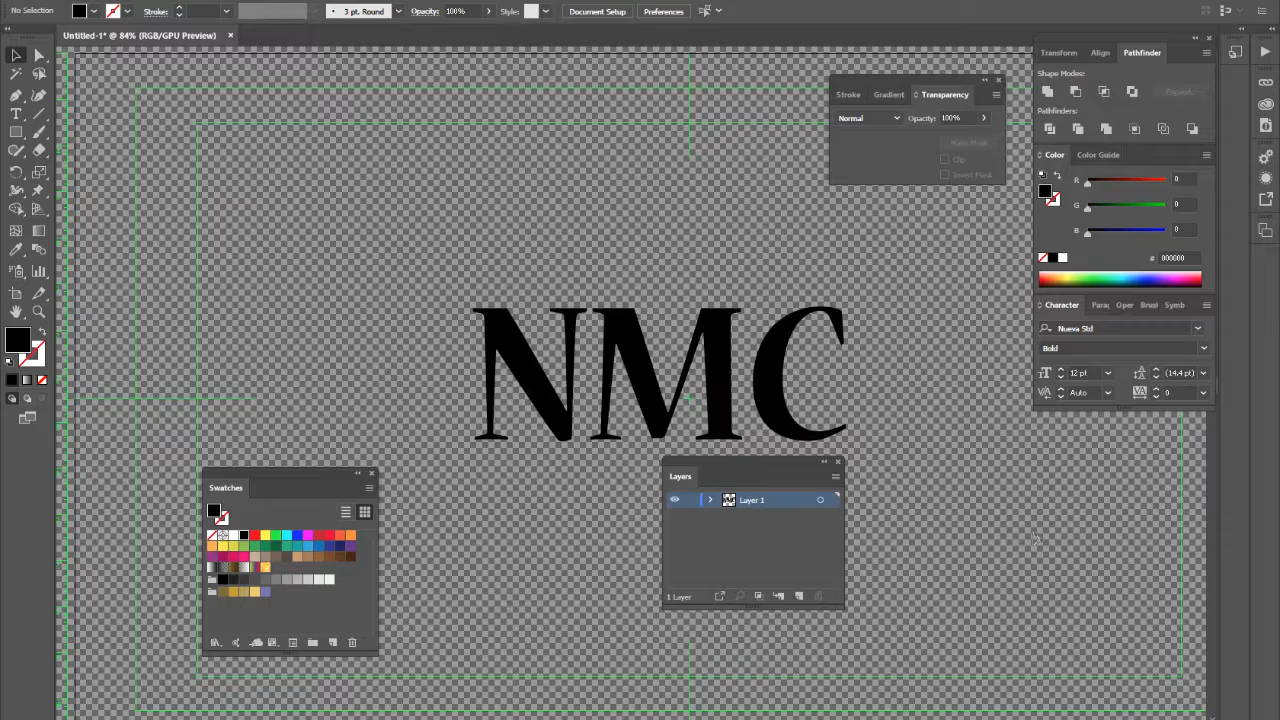 No Selection
Stroke:
3 pt. Round
Opacity: 100%
Style:
Document Setup
Preferences
Untitled-1* @ 84% (RGB/GPU Preview)
Transform Align Pathfinder
Shape Modes:
Expand
Pathfinders:
Stroke Gradient Transparency
Normal
Opacity: 100%
Make Mask
Clip
Invert Mask
Color Color Guide
R 0
G 0
B 0
# 000000
Character Para Oper Brus Symb
Nueva Std
Bold
12 pt
(14.4 pt)
Auto
0
NMC
Layers
Layer 1
1 Layer
Swatches